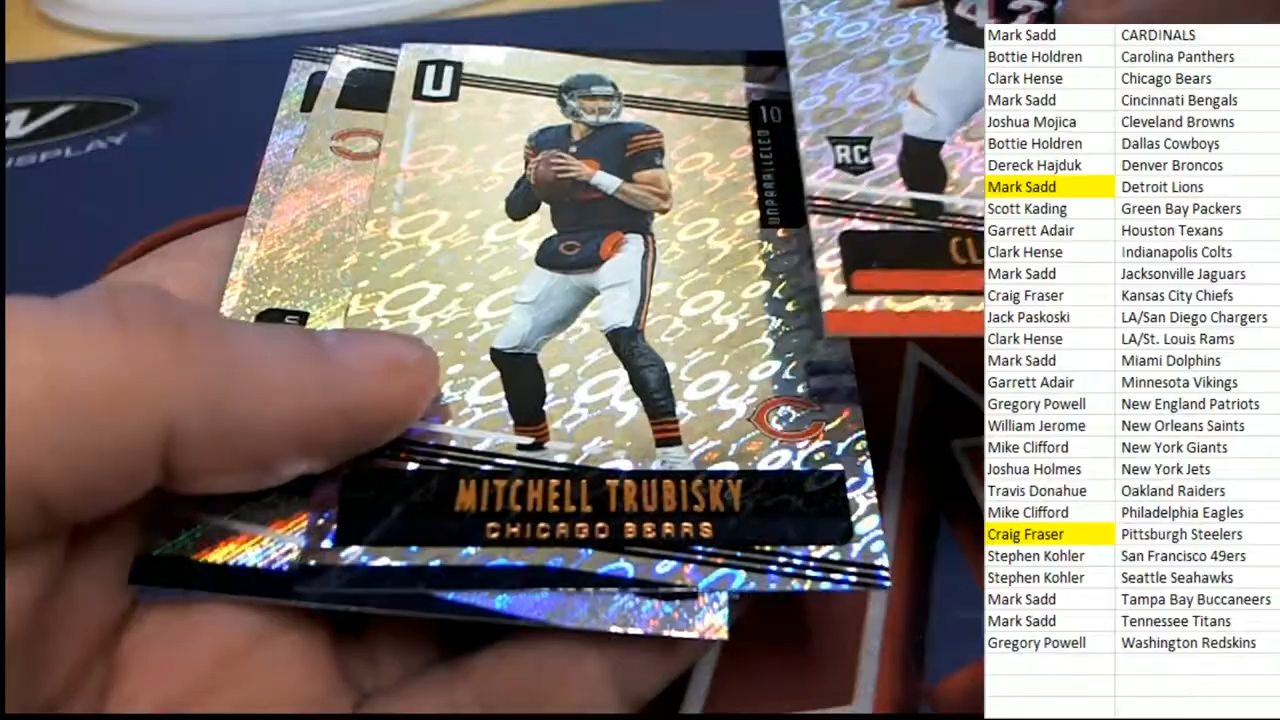 U
10
UNPARALLELED
RC
CL
DISPLAY
MITCHELL TRUBISKY
CHICAGO BEARS
Mark Sadd CARDINALS
Bottie Holdren Carolina Panthers
Clark Hense Chicago Bears
Mark Sadd Cincinnati Bengals
Joshua Mojica Cleveland Browns
Bottie Holdren Dallas Cowboys
Dereck Hajduk Denver Broncos
Mark Sadd Detroit Lions
Scott Kading Green Bay Packers
Garrett Adair Houston Texans
Clark Hense Indianapolis Colts
Mark Sadd Jacksonville Jaguars
Craig Fraser Kansas City Chiefs
Jack Paskoski LA/San Diego Chargers
Clark Hense LA/St. Louis Rams
Mark Sadd Miami Dolphins
Garrett Adair Minnesota Vikings
Gregory Powell New England Patriots
William Jerome New Orleans Saints
Mike Clifford New York Giants
Joshua Holmes New York Jets
Travis Donahue Oakland Raiders
Mike Clifford Philadelphia Eagles
Craig Fraser Pittsburgh Steelers
Stephen Kohler San Francisco 49ers
Stephen Kohler Seattle Seahawks
Mark Sadd Tampa Bay Buccaneers
Mark Sadd Tennessee Titans
Gregory Powell Washington Redskins